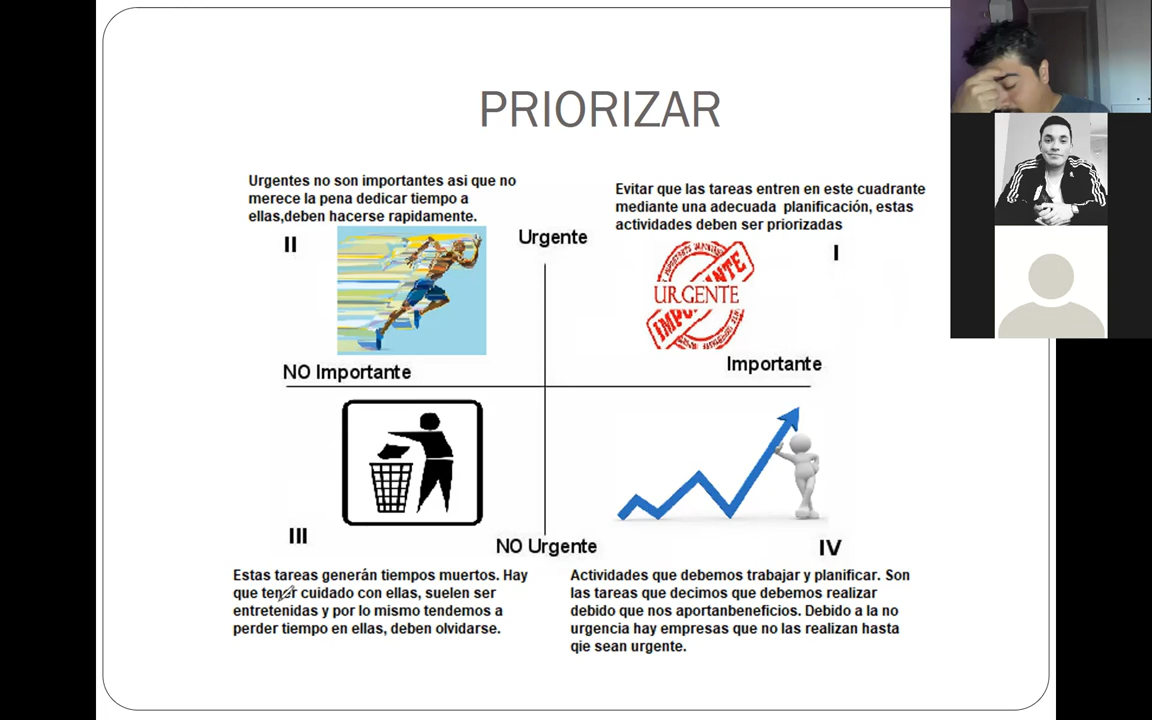 PRIORIZAR
Urgentes no son importantes asi que no
merece la pena dedicar tiempo a
ellas,deben hacerse rapidamente.
Evitar que las tareas entren en este cuadrante
mediante una adecuada planificación, estas
actividades deben ser priorizadas
II
Urgente
I
URGENTE
NO Importante
Importante
III
NO Urgente
IV
Estas tareas generán tiempos muertos. Hay
que tener cuidado con ellas, suelen ser
entretenidas y por lo mismo tendemos a
perder tiempo en ellas, deben olvidarse.
Actividades que debemos trabajar y planificar. Son
las tareas que decimos que debemos realizar
debido que nos aportanbeneficios. Debido a la no
urgencia hay empresas que no las realizan hasta
qie sean urgente.